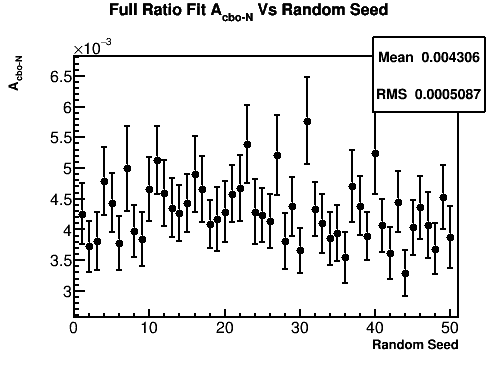 Full Ratio Fit A_cbo-N Vs Random Seed
×10⁻³
Mean 0.004306
RMS 0.0005087
A_cbo-N
6.5
6
5.5
5
4.5
4
3.5
3
0 10 20 30 40 50
Random Seed